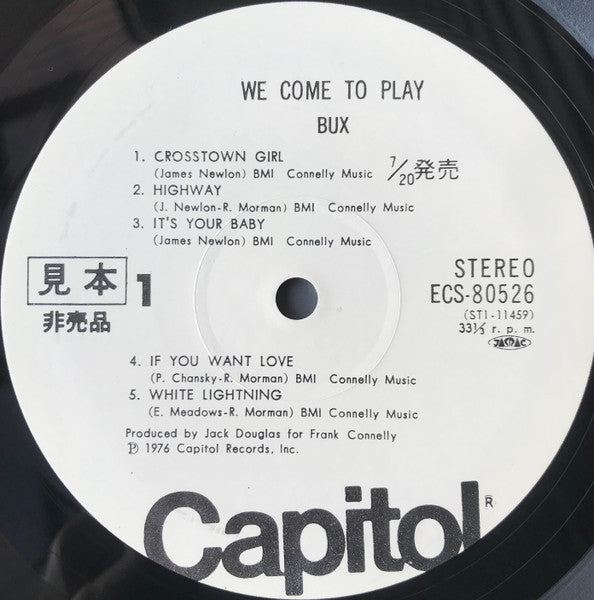 WE COME TO PLAY
BUX
1. CROSSTOWN GIRL
(James Newlon) BMI Connelly Music
7/20発売
2. HIGHWAY
(J. Newlon-R. Morman) BMI Connelly Music
3. IT'S YOUR BABY
(James Newlon) BMI Connelly Music
見本 1
非売品
STEREO
ECS-80526
(ST1-11459)
33⅓ r. p. m.
JASRAC
4. IF YOU WANT LOVE
(P. Chansky-R. Morman) BMI Connelly Music
5. WHITE LIGHTNING
(E. Meadows-R. Morman) BMI Connelly Music
Produced by Jack Douglas for Frank Connelly
℗ 1976 Capitol Records, Inc.
Capitol®